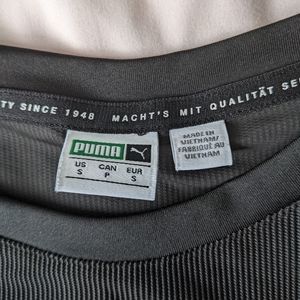 TY SINCE 1948 MACHT'S MIT QUALITÄT SE
PUMA
US CAN EUR
S P S
MADE IN
VIETNAM/
FABRIQUÉ AU
VIETNAM